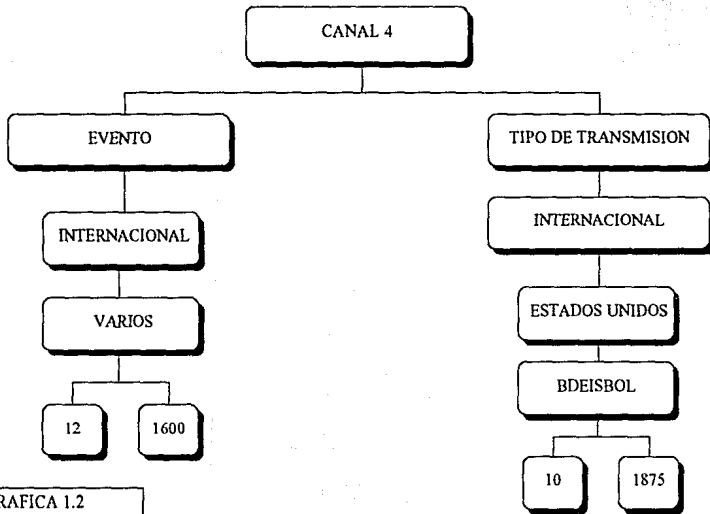 CANAL 4
EVENTO
TIPO DE TRANSMISION
INTERNACIONAL
INTERNACIONAL
VARIOS
ESTADOS UNIDOS
BDEISBOL
12
1600
10
1875
RAFICA 1.2